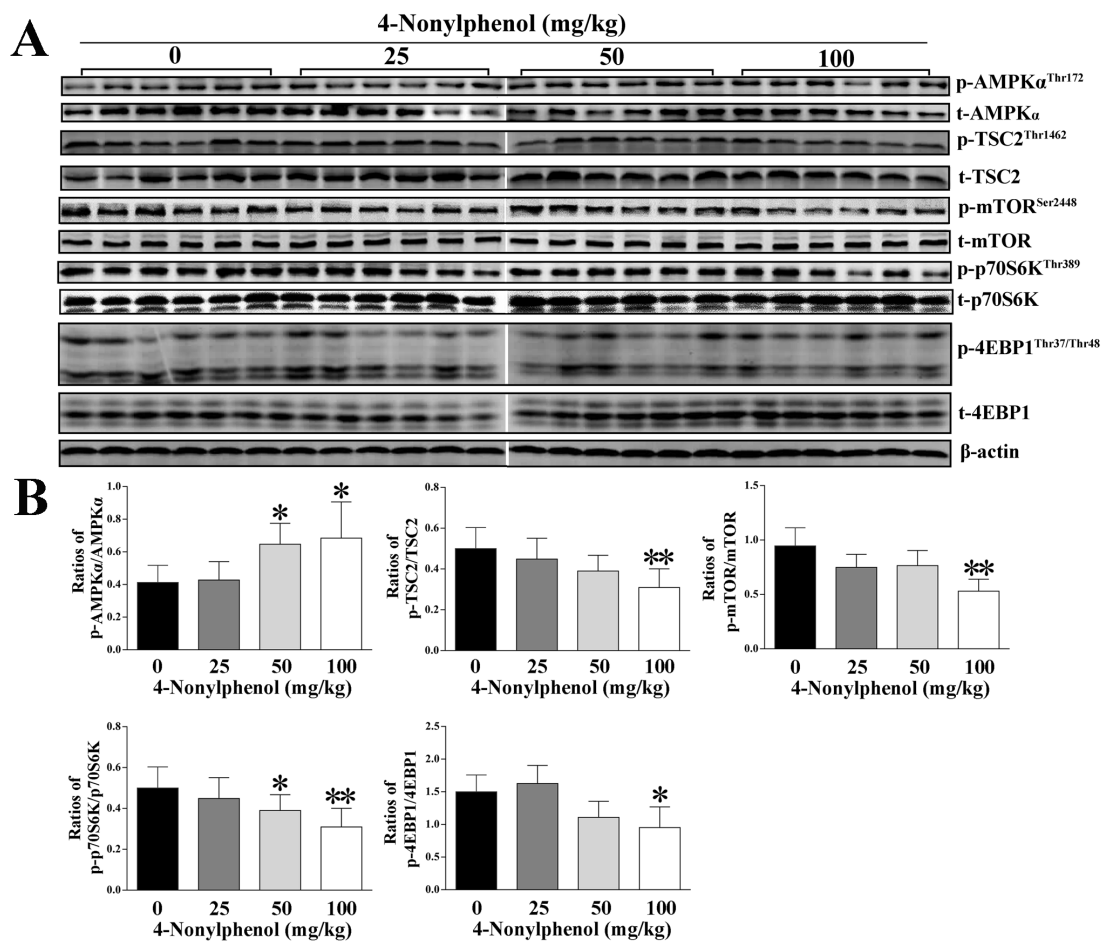 A
4-Nonylphenol (mg/kg)
0 25 50 100
p-AMPKαThr172
t-AMPKα
p-TSC2Thr1462
t-TSC2
p-mTORSer2448
t-mTOR
p-p70S6KThr389
t-p70S6K
p-4EBP1Thr37/Thr48
t-4EBP1
β-actin
B
Ratios of
p-AMPKα/AMPKα
1.0
0.8
0.6
0.4
0.2
0.0
*
*
0 25 50 100
4-Nonylphenol (mg/kg)
Ratios of
p-TSC2/TSC2
0.8
0.6
0.4
0.2
0.0
**
0 25 50 100
4-Nonylphenol (mg/kg)
Ratios of
p-mTOR/mTOR
1.5
1.0
0.5
0.0
**
0 25 50 100
4-Nonylphenol (mg/kg)
Ratios of
p-p70S6K/p70S6K
0.8
0.6
0.4
0.2
0.0
*
**
0 25 50 100
4-Nonylphenol (mg/kg)
Ratios of
p-4EBP1/4EBP1
2.5
2.0
1.5
1.0
0.5
0.0
*
0 25 50 100
4-Nonylphenol (mg/kg)